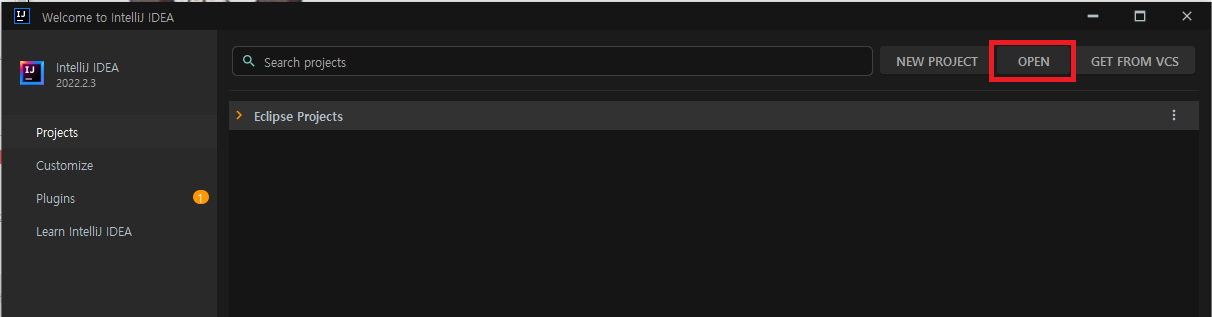 Welcome to IntelliJ IDEA
IntelliJ IDEA
2022.2.3
Projects
Customize
Plugins
1
Learn IntelliJ IDEA
Search projects
NEW PROJECT
OPEN
GET FROM VCS
Eclipse Projects